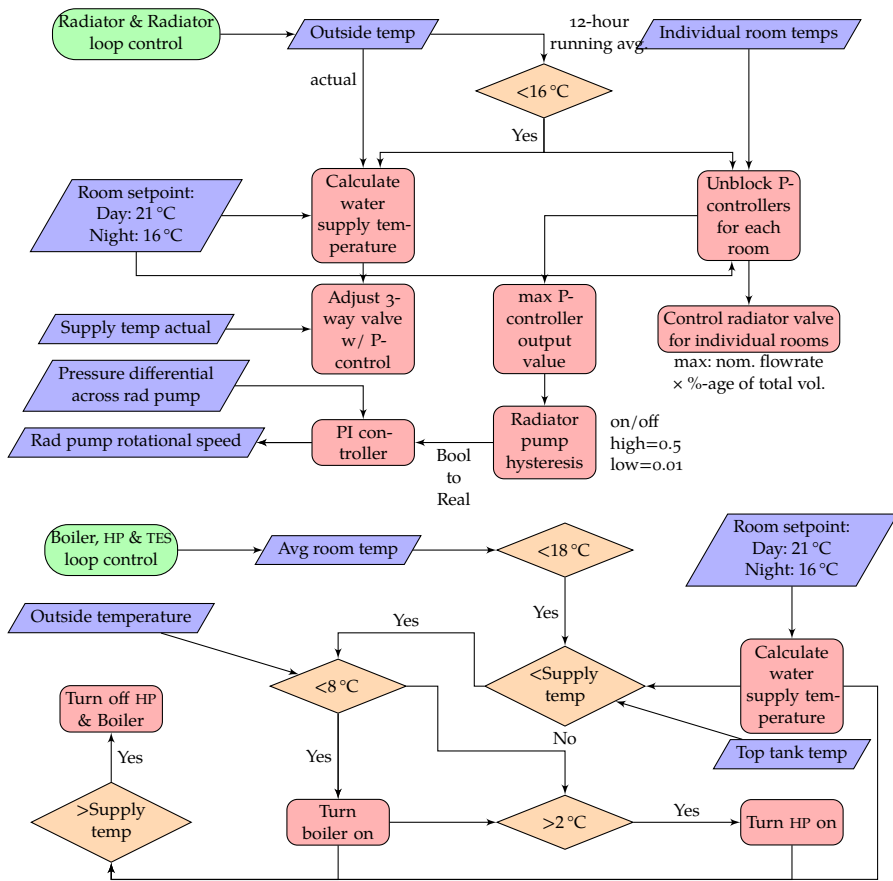 Radiator & Radiator
loop control
Outside temp
12-hour
running avg.
Individual room temps
actual
<16 °C
Yes
Room setpoint:
Day: 21 °C
Night: 16 °C
Calculate
water
supply tem-
perature
Unblock P-
controllers
for each
room
Supply temp actual
Adjust 3-
way valve
w/ P-
control
max P-
controller
output
value
Control radiator valve
for individual rooms
max: nom. flowrate
× %-age of total vol.
Pressure differential
across rad pump
Rad pump rotational speed
PI con-
troller
Bool
to
Real
Radiator
pump
hysteresis
on/off
high=0.5
low=0.01
Boiler, HP & TES
loop control
Avg room temp
<18 °C
Room setpoint:
Day: 21 °C
Night: 16 °C
Yes
Yes
Outside temperature
<8 °C
<Supply
temp
Calculate
water
supply tem-
perature
Turn off HP
& Boiler
Yes
Yes
No
Top tank temp
>Supply
temp
Turn
boiler on
>2 °C
Yes
Turn HP on